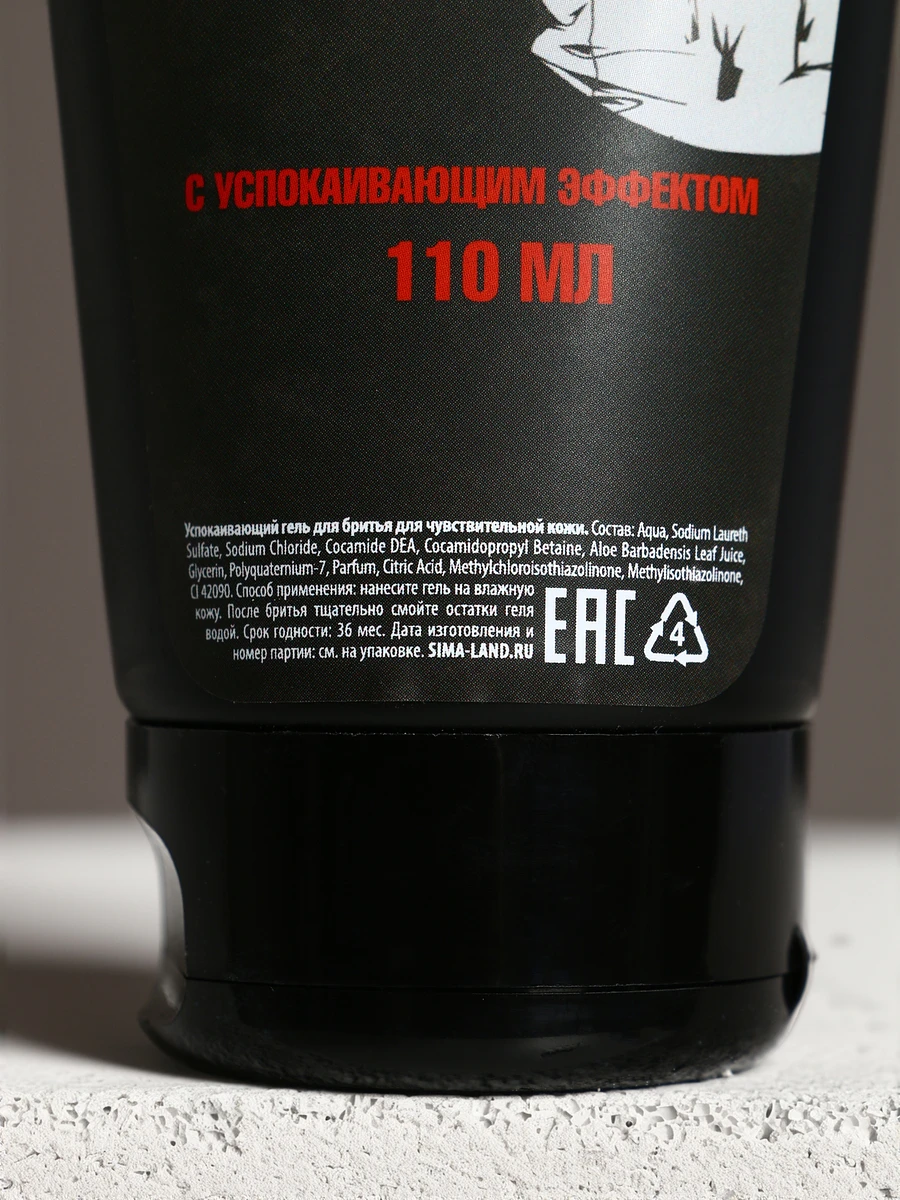 С УСПОКАИВАЮЩИМ ЭФФЕКТОМ
110 МЛ
Успокаивающий гель для бритья для чувствительной кожи. Состав: Aqua, Sodium Laureth
Sulfate, Sodium Chloride, Cocamide DEA, Cocamidopropyl Betaine, Aloe Barbadensis Leaf Juice,
Glycerin, Polyquaternium-7, Parfum, Citric Acid, Methylchloroisothiazolinone, Methylisothiazolinone,
CI 42090. Способ применения: нанесите гель на влажную
кожу. После бритья тщательно смойте остатки геля
водой. Срок годности: 36 мес. Дата изготовления и
номер партии: см. на упаковке. SIMA-LAND.RU
EAC
4